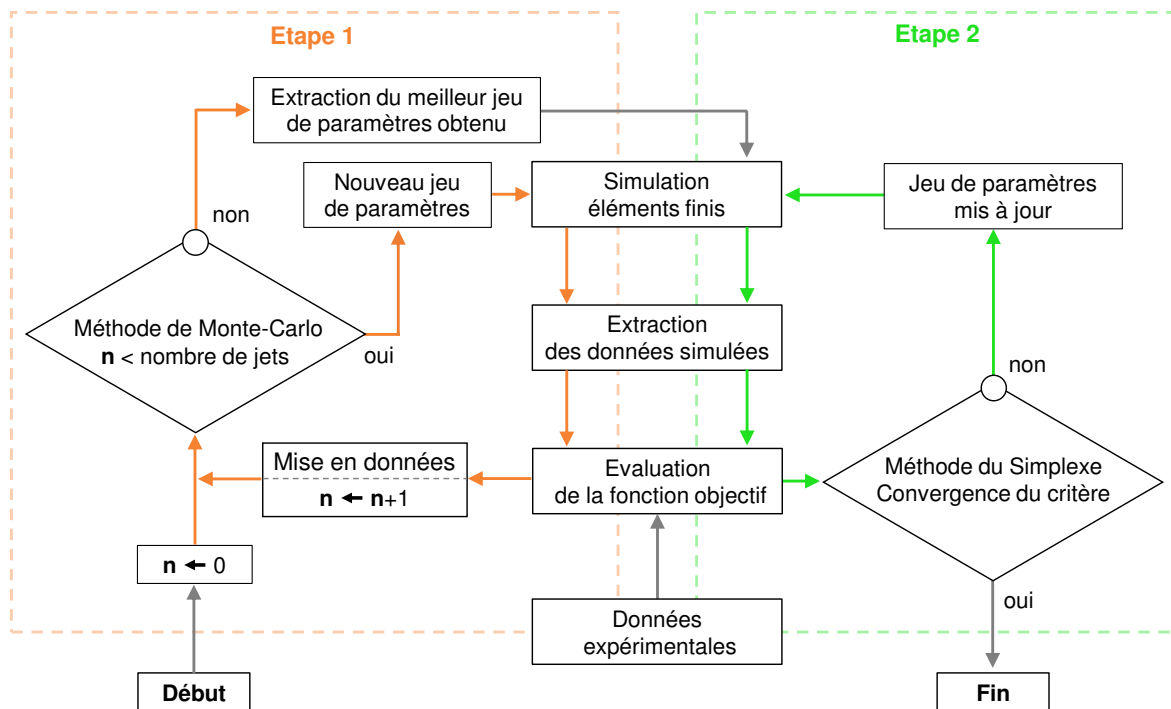 Etape 1
Etape 2
Extraction du meilleur jeu
de paramètres obtenu
Nouveau jeu
de paramètres
Simulation
éléments finis
Jeu de paramètres
mis à jour
non
Méthode de Monte-Carlo
n < nombre de jets
oui
Extraction
des données simulées
non
Mise en données
n ← n+1
Evaluation
de la fonction objectif
Méthode du Simplexe
Convergence du critère
n ← 0
oui
Données
expérimentales
Début
Fin